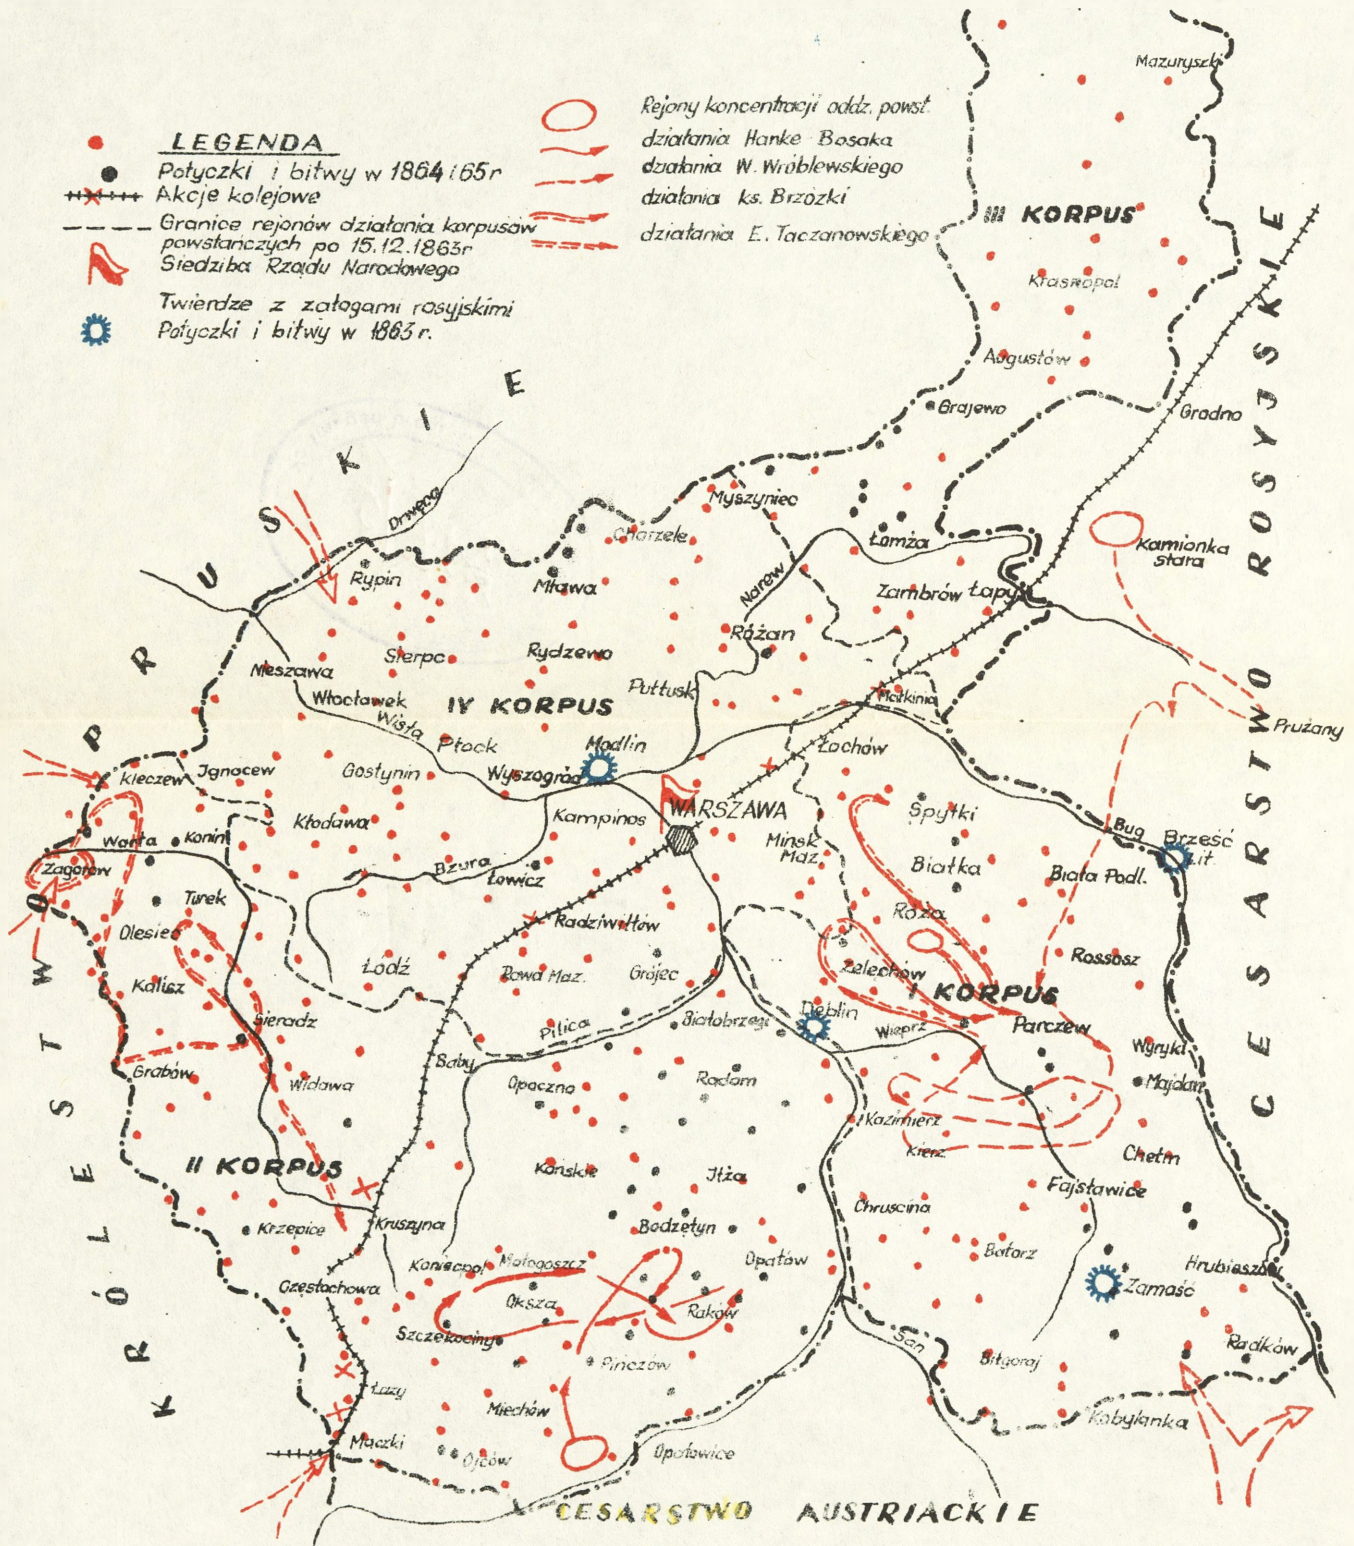 LEGENDA
Potyczki i bitwy w 1864 i 65 r
Akcje kolejowe
Granice rejonów działania korpusów
powstańczych po 15.12.1863r
Siedziba Rządu Narodowego
Twierdze z załogami rosyjskimi
Potyczki i bitwy w 1863 r.
Rejony koncentracji oddz. powst.
działania Hanke Bosaka
działania W. Wróblewskiego
działania ks. Brzózki
działania E. Taczanowskiego
Mazuryszki
III KORPUS
Krasnopol
Augustów
Grajewo
Grodno
KRÓLESTWO PRUSKIE
CESARSTWO ROSYJSKIE
Drwęca
Myszyniec
Chorzele
Łomża
Kamionka
stara
Rypin
Mława
Narew
Zambrów
Łapy
Różan
Sierpc
Rydzewo
Nieszawa
Pułtusk
Włocławek
IV KORPUS
Małkinia
Wisła
Prużany
Płock
Modlin
Łochów
Kleczew
Ignacew
Gostynin
Wyszogród
Kampinos
WARSZAWA
Spytki
Kłodawa
Bug
Brześć
Lit.
Warta
Konin
Mińsk
Maz.
Zagorów
Bzura
Łowicz
Białka
Biała Podl.
Turek
Róża
Olesiec
Radziwiłłów
Łódź
Rawa Maz.
Grójec
Żelechów
Rossosz
Kalisz
I KORPUS
Sieradz
Pilica
Białobrzegi
Dęblin
Wieprz
Parczew
Grabów
Widawa
Baby
Opoczno
Radom
Wyryki
Majdan
Kazimierz
Kierz
II KORPUS
Końskie
Iłża
Chełm
Fajsławice
Chruścina
Krzepice
Kruszyna
Bodzętyn
Koniecpol
Małogoszcz
Opatów
Batorz
Hrubieszów
Częstochowa
Oksza
Raków
Zamość
Szczekociny
San
Radków
Pińczów
Biłgoraj
Łazy
Miechów
Kobylanka
Maczki
Ojców
Opatowice
CESARSTWO AUSTRIACKIE